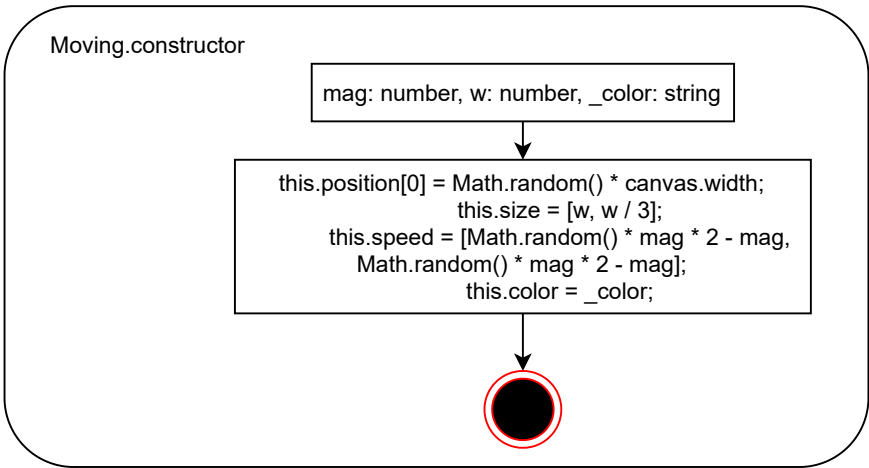 Moving.constructor
mag: number, w: number, _color: string
this.position[0] = Math.random() * canvas.width;
this.size = [w, w / 3];
this.speed = [Math.random() * mag * 2 - mag,
Math.random() * mag * 2 - mag];
this.color = _color;